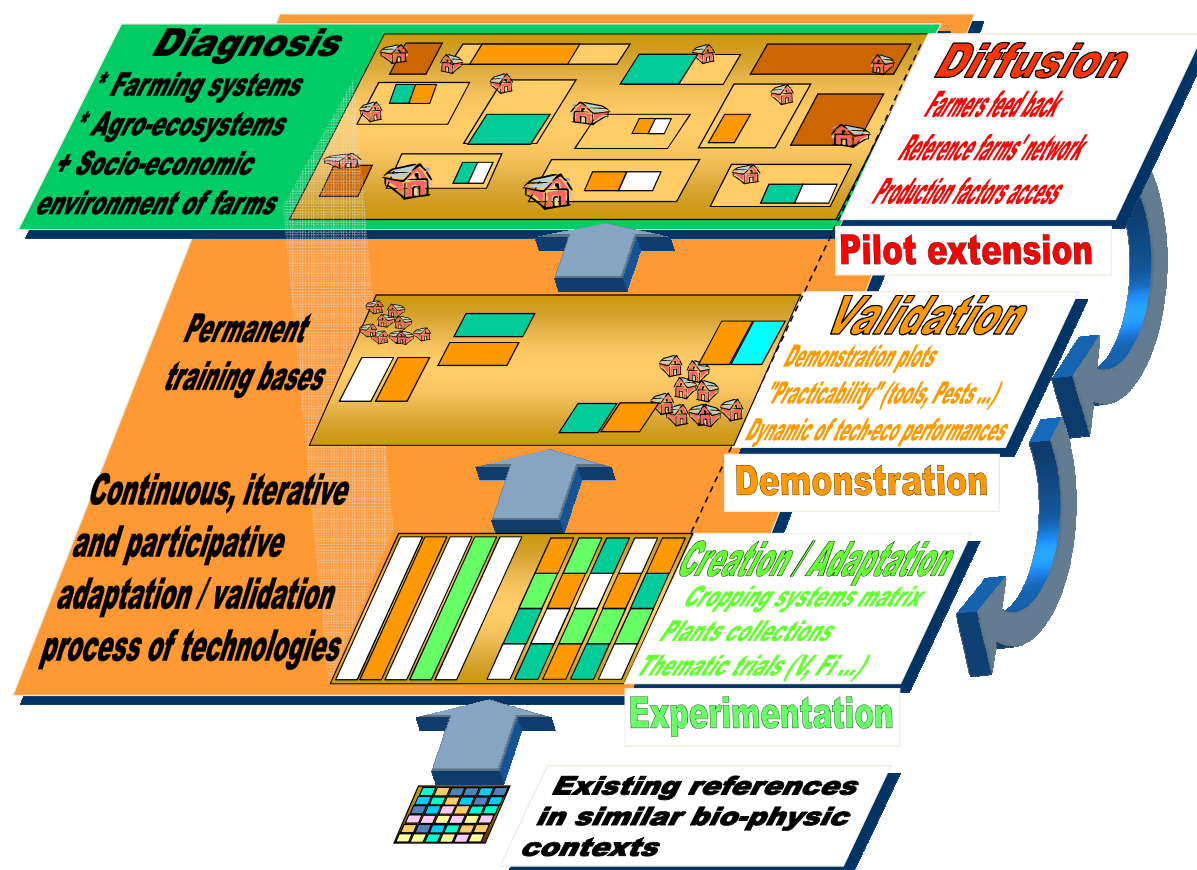 Diagnosis
* Farming systems
* Agro-ecosystems
+ Socio-economic
environment of farms
Diffusion
Farmers feed back
Reference farms' network
Production factors access
Pilot extension
Permanent
training bases
Validation
Demonstration plots
"Practicability" (tools, Pests ...)
Dynamic of tech-eco performances
Demonstration
Continuous, iterative
and participative
adaptation / validation
process of technologies
Creation / Adaptation
Cropping systems matrix
Plants collections
Thematic trials (V, Fi ...)
Experimentation
Existing references
in similar bio-physic
contexts